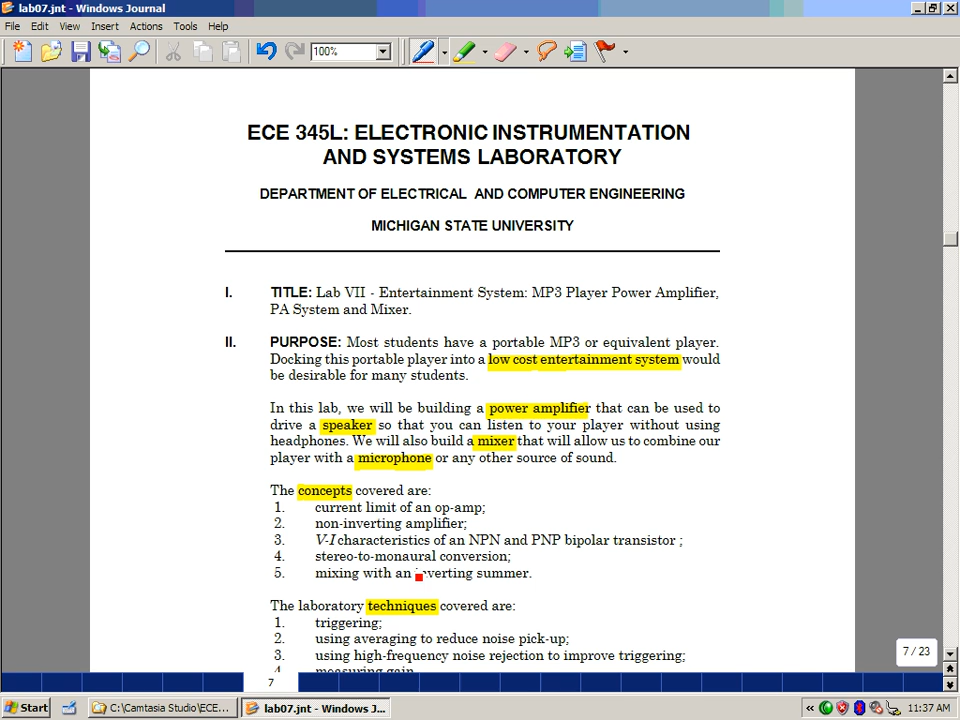 lab07.jnt - Windows Journal
File Edit View Insert Actions Tools Help
100%
ECE 345L: ELECTRONIC INSTRUMENTATION
AND SYSTEMS LABORATORY
DEPARTMENT OF ELECTRICAL AND COMPUTER ENGINEERING
MICHIGAN STATE UNIVERSITY
I. TITLE: Lab VII - Entertainment System: MP3 Player Power Amplifier,
PA System and Mixer.
II. PURPOSE: Most students have a portable MP3 or equivalent player.
Docking this portable player into a low cost entertainment system would
be desirable for many students.
In this lab, we will be building a power amplifier that can be used to
drive a speaker so that you can listen to your player without using
headphones. We will also build a mixer that will allow us to combine our
player with a microphone or any other source of sound.
The concepts covered are:
1. current limit of an op-amp;
2. non-inverting amplifier;
3. V-I characteristics of an NPN and PNP bipolar transistor ;
4. stereo-to-monaural conversion;
5. mixing with an inverting summer.
The laboratory techniques covered are:
1. triggering;
2. using averaging to reduce noise pick-up;
3. using high-frequency noise rejection to improve triggering;
4. measuring gain
7 / 23
7
Start C:\Camtasia Studio\ECE... lab07.jnt - Windows J... « 11:37 AM